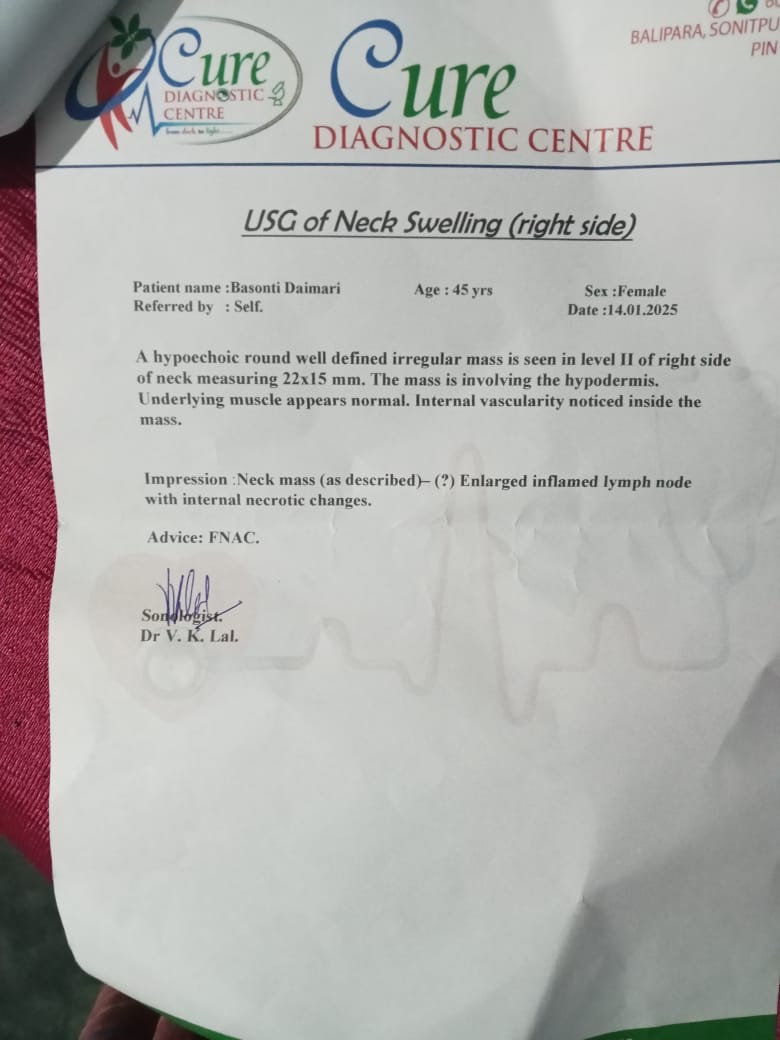 BALIPARA, SONITPU
PIN
Cure
DIAGNOSTIC
CENTRE
Cure
DIAGNOSTIC CENTRE
USG of Neck Swelling (right side)
Patient name :Basonti Daimari Age : 45 yrs Sex :Female
Referred by : Self. Date :14.01.2025
A hypoechoic round well defined irregular mass is seen in level II of right side
of neck measuring 22x15 mm. The mass is involving the hypodermis.
Underlying muscle appears normal. Internal vascularity noticed inside the
mass.
Impression :Neck mass (as described)– (?) Enlarged inflamed lymph node
with internal necrotic changes.
Advice: FNAC.
Sonologist.
Dr V. K. Lal.